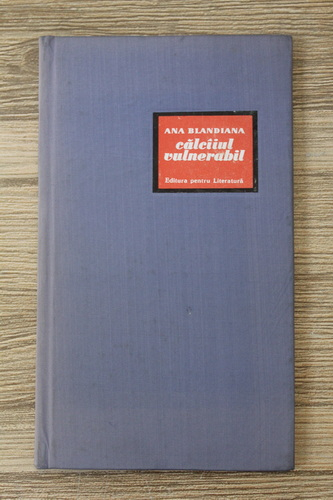 ANA BLANDIANA
călcîiul
vulnerabil
Editura pentru Literatură